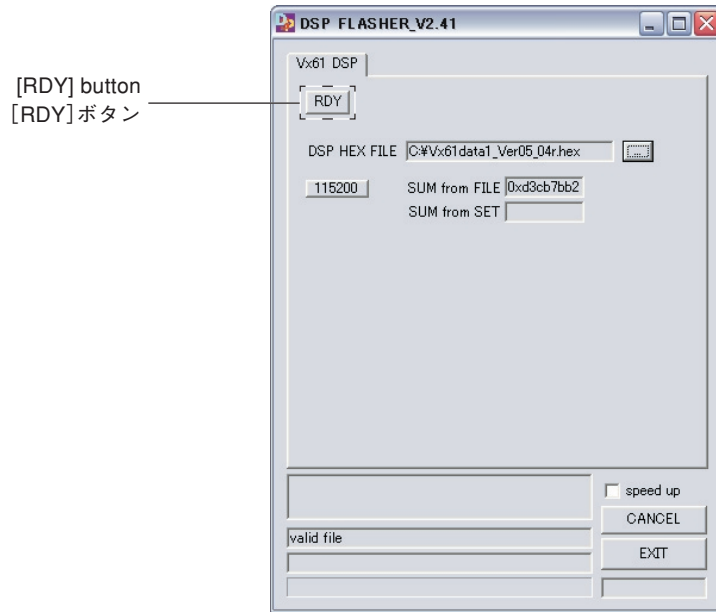 [RDY] button
［RDY］ボタン
DSP FLASHER_V2.41
Vx61 DSP
RDY
DSP HEX FILE C:¥Vx61data1_Ver05_04r.hex ...
115200 SUM from FILE 0xd3cb7bb2
SUM from SET
speed up
CANCEL
valid file
EXIT